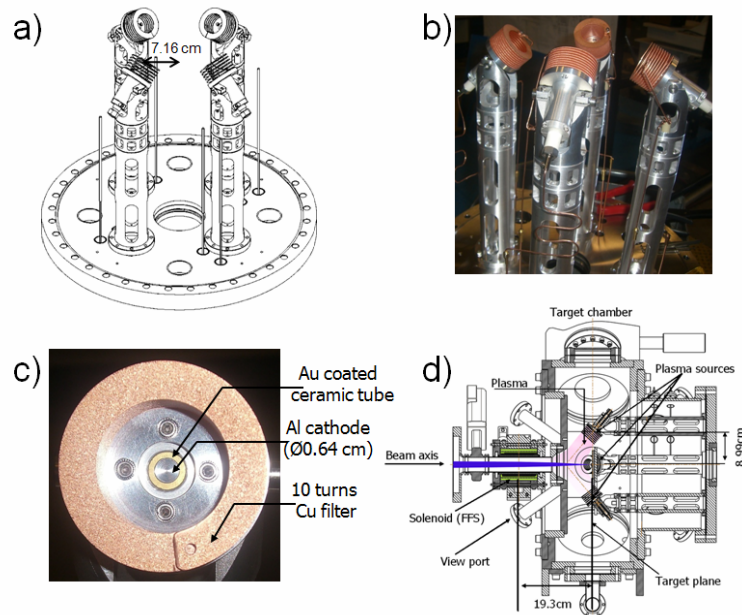 a)
7.16 cm
b)
c)
Au coated
ceramic tube
Al cathode
(Ø0.64 cm)
10 turns
Cu filter
d)
Target chamber
Plasma
Plasma sources
Beam axis
8.99cm
Solenoid (FFS)
View port
Target plane
19.3cm